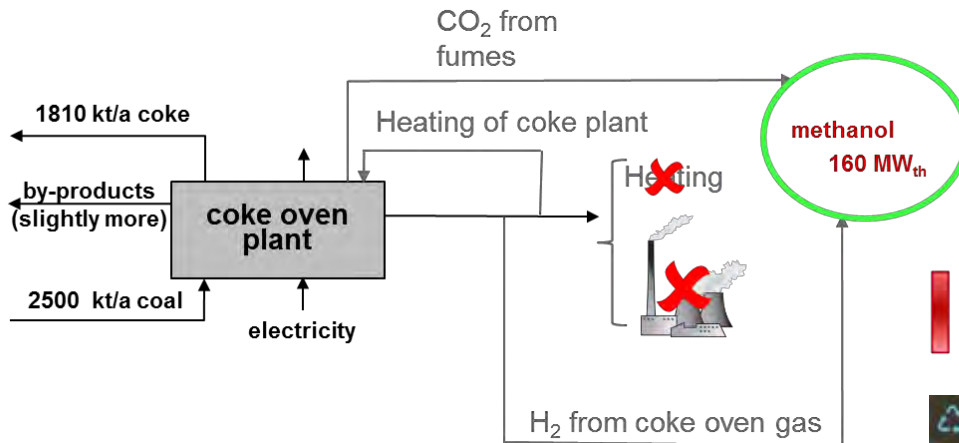 CO₂ from
fumes
1810 kt/a coke
Heating of coke plant
methanol
160 MWth
Heating
by-products
(slightly more)
coke oven
plant
2500 kt/a coal
electricity
H₂ from coke oven gas